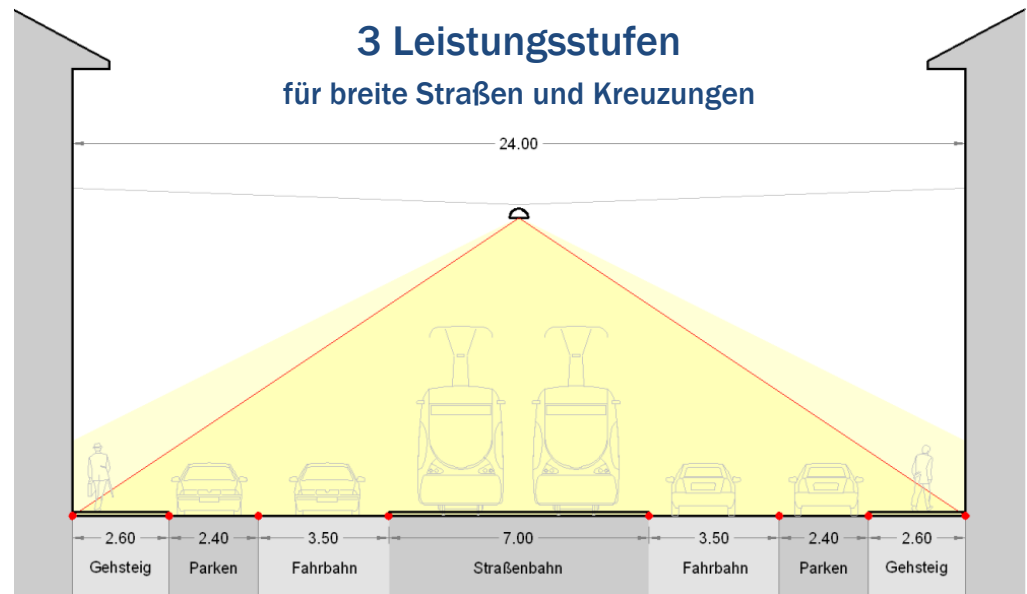 3 Leistungsstufen
für breite Straßen und Kreuzungen
24.00
2.60 2.40 3.50 7.00 3.50 2.40 2.60
Gehsteig Parken Fahrbahn Straßenbahn Fahrbahn Parken Gehsteig